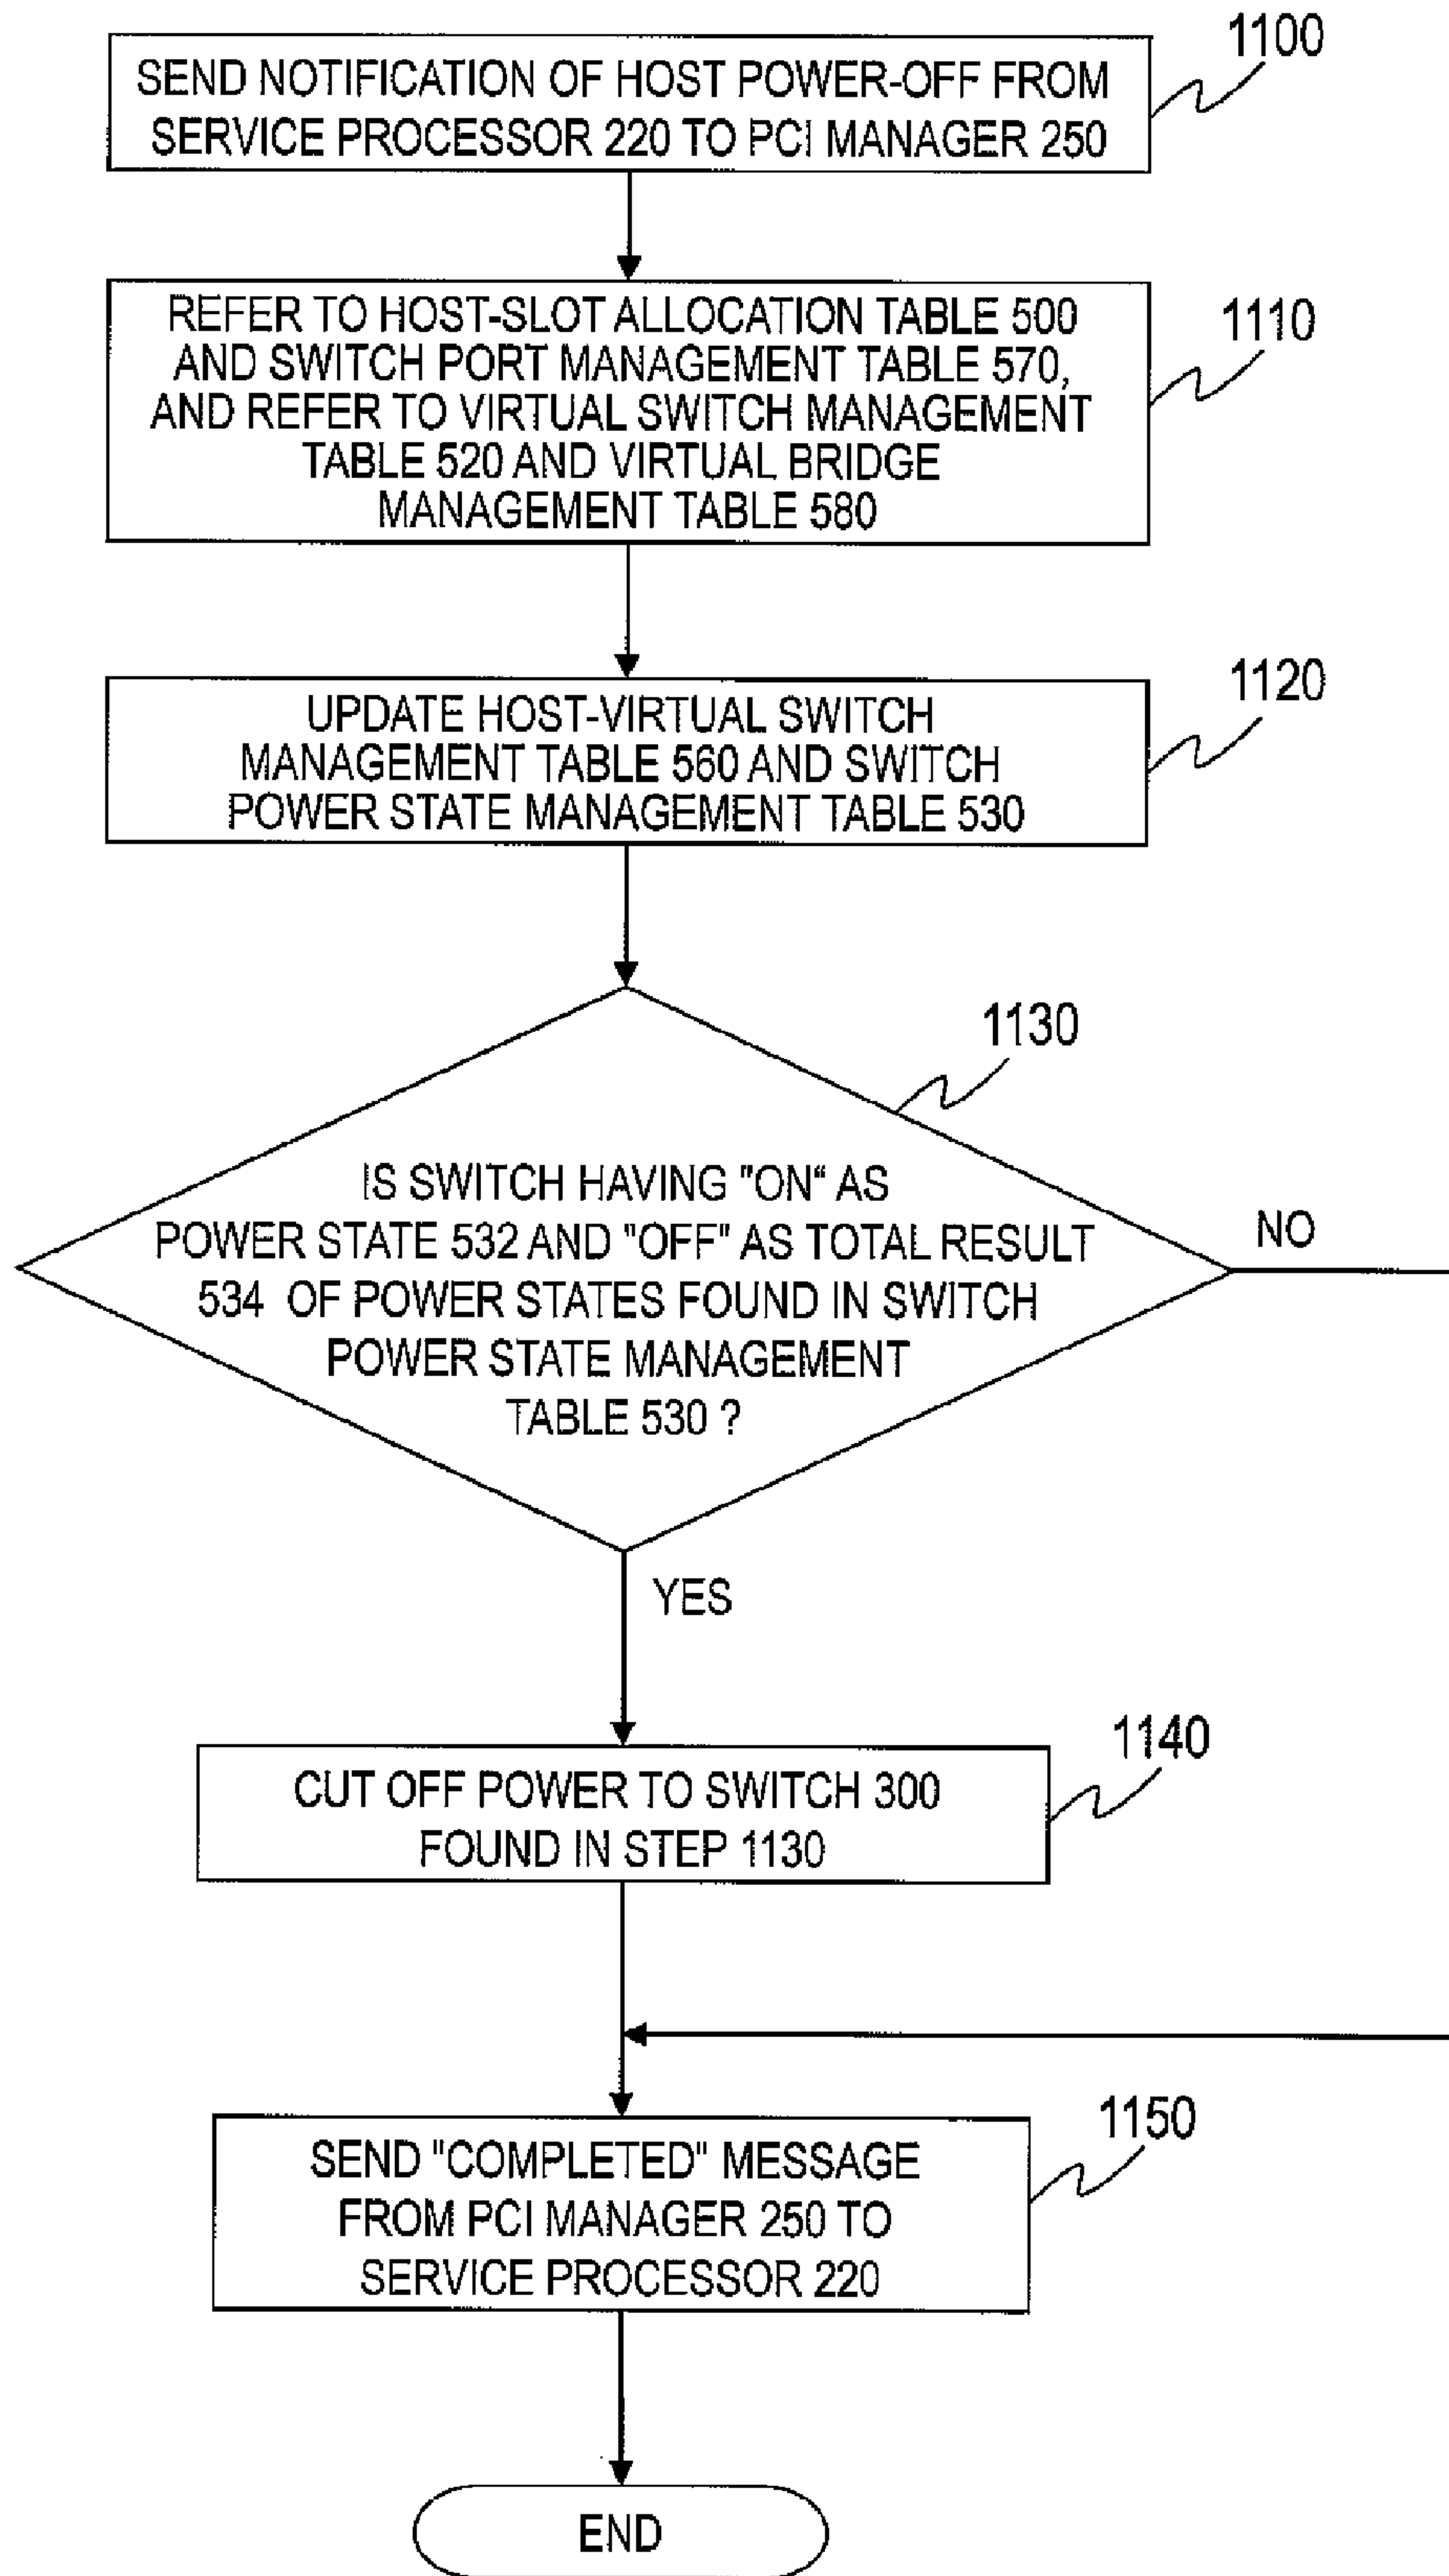 1100
SEND NOTIFICATION OF HOST POWER-OFF FROM
SERVICE PROCESSOR 220 TO PCI MANAGER 250
1110
REFER TO HOST-SLOT ALLOCATION TABLE 500
AND SWITCH PORT MANAGEMENT TABLE 570,
AND REFER TO VIRTUAL SWITCH MANAGEMENT
TABLE 520 AND VIRTUAL BRIDGE
MANAGEMENT TABLE 580
1120
UPDATE HOST-VIRTUAL SWITCH
MANAGEMENT TABLE 560 AND SWITCH
POWER STATE MANAGEMENT TABLE 530
1130
IS SWITCH HAVING "ON“ AS
POWER STATE 532 AND "OFF" AS TOTAL RESULT
534 OF POWER STATES FOUND IN SWITCH
POWER STATE MANAGEMENT
TABLE 530 ?
NO
YES
1140
CUT OFF POWER TO SWITCH 300
FOUND IN STEP 1130
1150
SEND "COMPLETED" MESSAGE
FROM PCI MANAGER 250 TO
SERVICE PROCESSOR 220
END